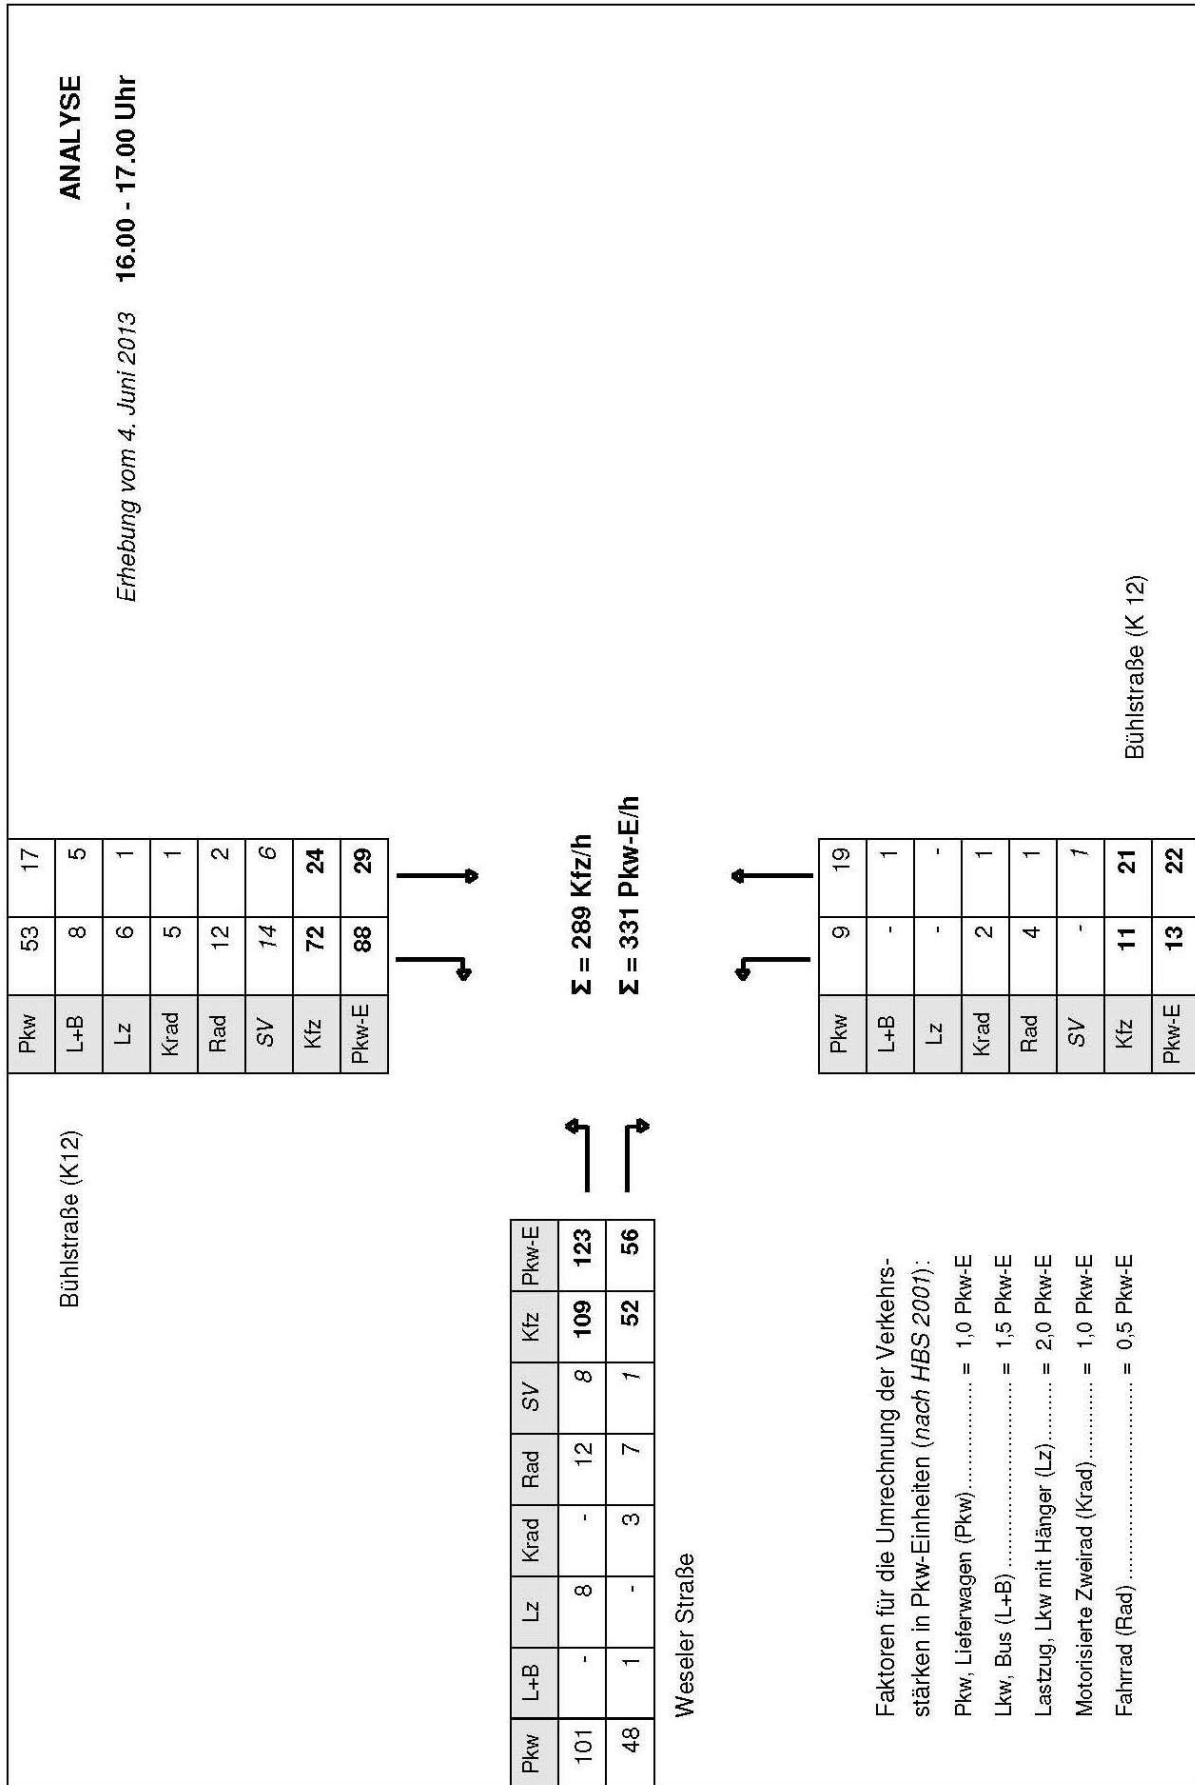 ANALYSE
Erhebung vom 4. Juni 2013 16.00 - 17.00 Uhr
Bühlstraße (K12)
Pkw 53 17
L+B 8 5
Lz 6 1
Krad 5 1
Rad 12 2
SV 14 6
Kfz 72 24
Pkw-E 88 29
Pkw L+B Lz Krad Rad SV Kfz Pkw-E
101 - 8 - 12 8 109 123
48 1 - 3 7 1 52 56
Weseler Straße
Σ = 289 Kfz/h
Σ = 331 Pkw-E/h
Pkw 9 19
L+B - 1
Lz - -
Krad 2 1
Rad 4 1
SV - 1
Kfz 11 21
Pkw-E 13 22
Bühlstraße (K 12)
Faktoren für die Umrechnung der Verkehrs-
stärken in Pkw-Einheiten (nach HBS 2001):
Pkw, Lieferwagen (Pkw).................. = 1,0 Pkw-E
Lkw, Bus (L+B) .................................. = 1,5 Pkw-E
Lastzug, Lkw mit Hänger (Lz).......... = 2,0 Pkw-E
Motorisierte Zweirad (Krad)............. = 1,0 Pkw-E
Fahrrad (Rad) .................................... = 0,5 Pkw-E